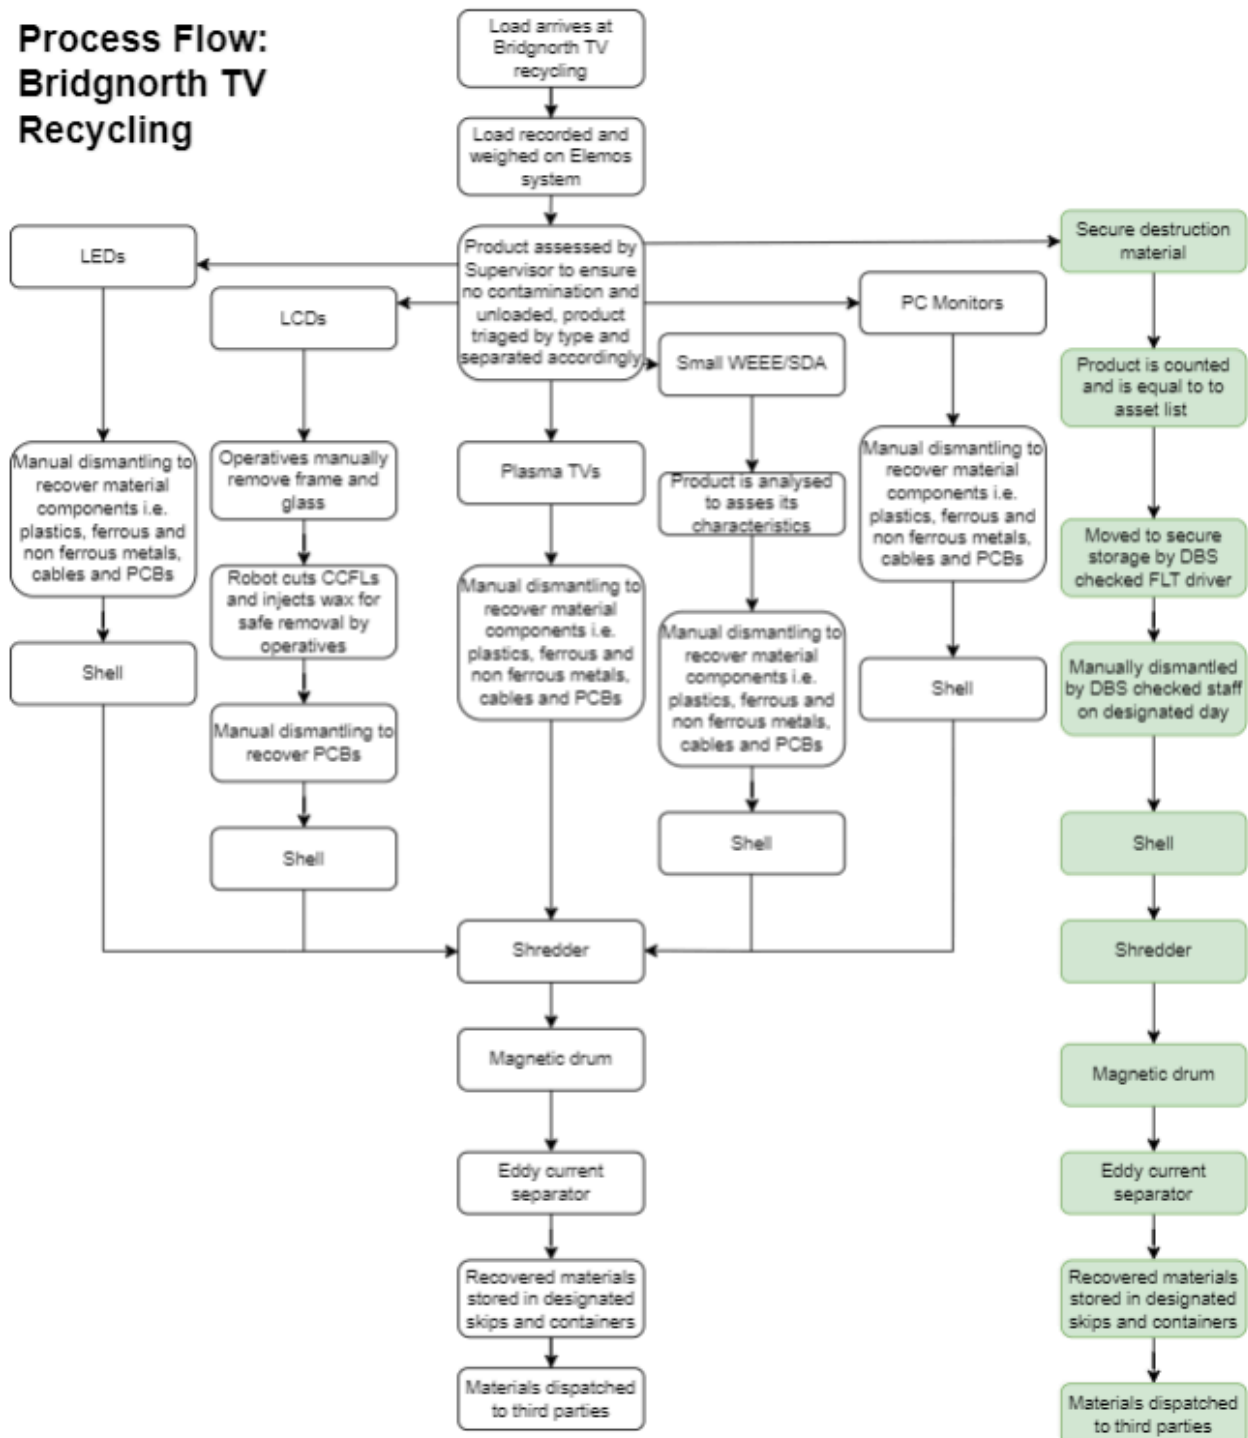 Process Flow:
Bridgnorth TV
Recycling
Load arrives at
Bridgnorth TV
recycling
Load recorded and
weighed on Elemos
system
Product assessed by
Supervisor to ensure
no contamination and
unloaded, product
triaged by type and
separated accordingly
LEDs
Manual dismantling to
recover material
components i.e.
plastics, ferrous and
non ferrous metals,
cables and PCBs
Shell
LCDs
Operatives manually
remove frame and
glass
Robot cuts CCFLs
and injects wax for
safe removal by
operatives
Manual dismantling to
recover PCBs
Shell
Plasma TVs
Manual dismantling to
recover material
components i.e.
plastics, ferrous and
non ferrous metals,
cables and PCBs
Small WEEE/SDA
Product is analysed
to asses its
characteristics
Manual dismantling to
recover material
components i.e.
plastics, ferrous and
non ferrous metals,
cables and PCBs
Shell
PC Monitors
Manual dismantling to
recover material
components i.e.
plastics, ferrous and
non ferrous metals,
cables and PCBs
Shell
Shredder
Magnetic drum
Eddy current
separator
Recovered materials
stored in designated
skips and containers
Materials dispatched
to third parties
Secure destruction
material
Product is counted
and is equal to to
asset list
Moved to secure
storage by DBS
checked FLT driver
Manually dismantled
by DBS checked staff
on designated day
Shell
Shredder
Magnetic drum
Eddy current
separator
Recovered materials
stored in designated
skips and containers
Materials dispatched
to third parties